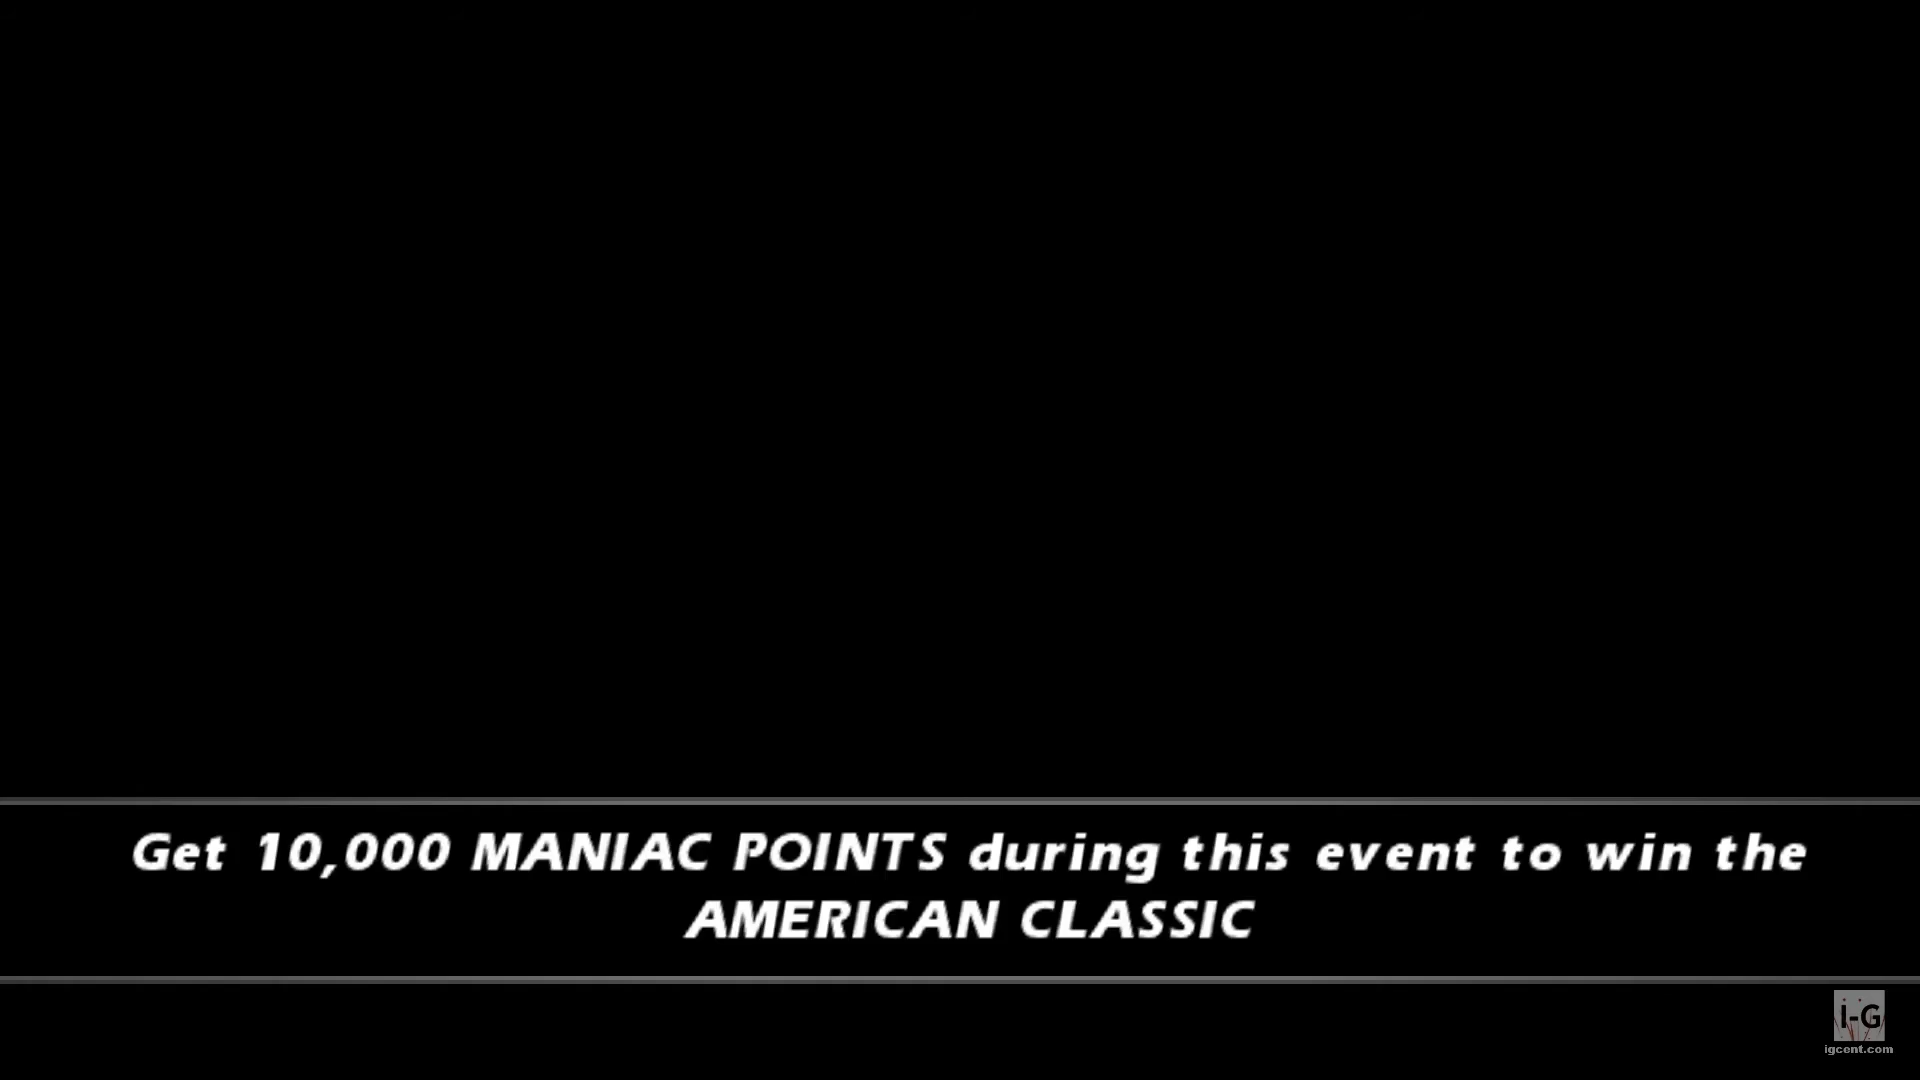 Get 10,000 MANIAC POINTS during this event to win the
AMERICAN CLASSIC
I-G
igcent.com